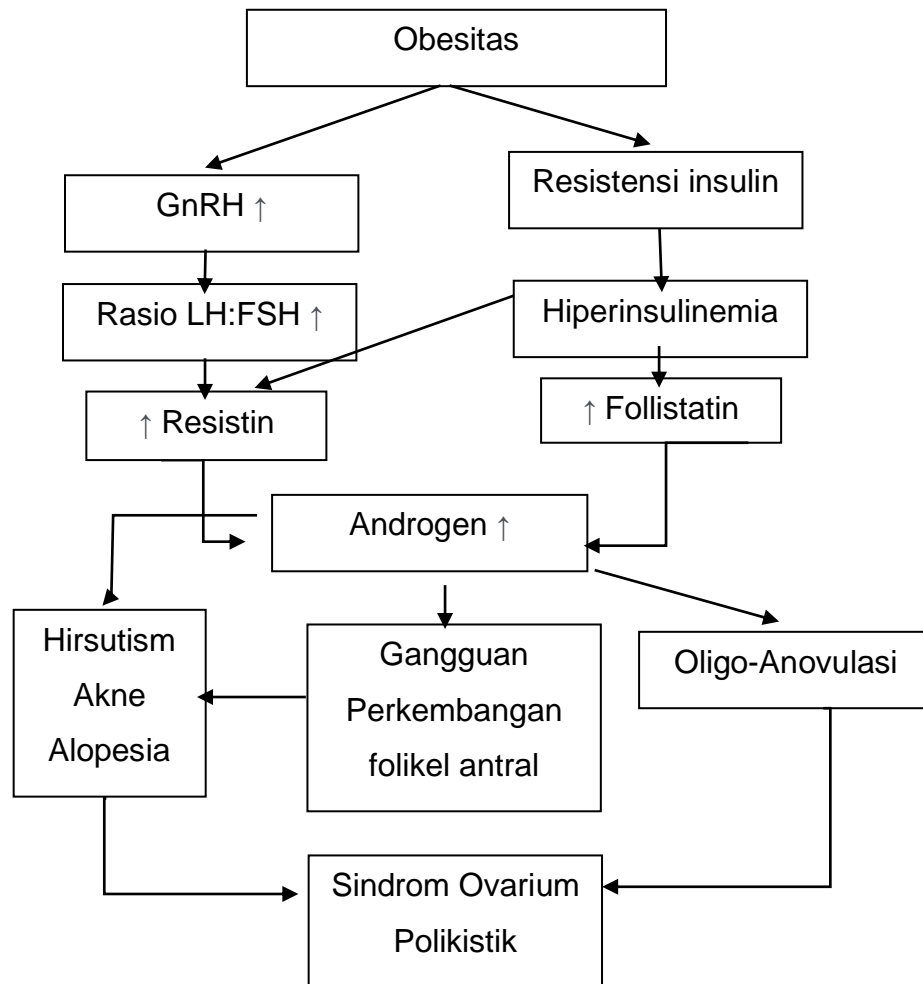 Obesitas
Resistensi insulin
GnRH ↑
Rasio LH:FSH ↑
Hiperinsulinemia
↑ Resistin
↑ Follistatin
Androgen ↑
Hirsutism
Akne
Alopesia
Gangguan
Perkembangan
folikel antral
Oligo-Anovulasi
Sindrom Ovarium
Polikistik